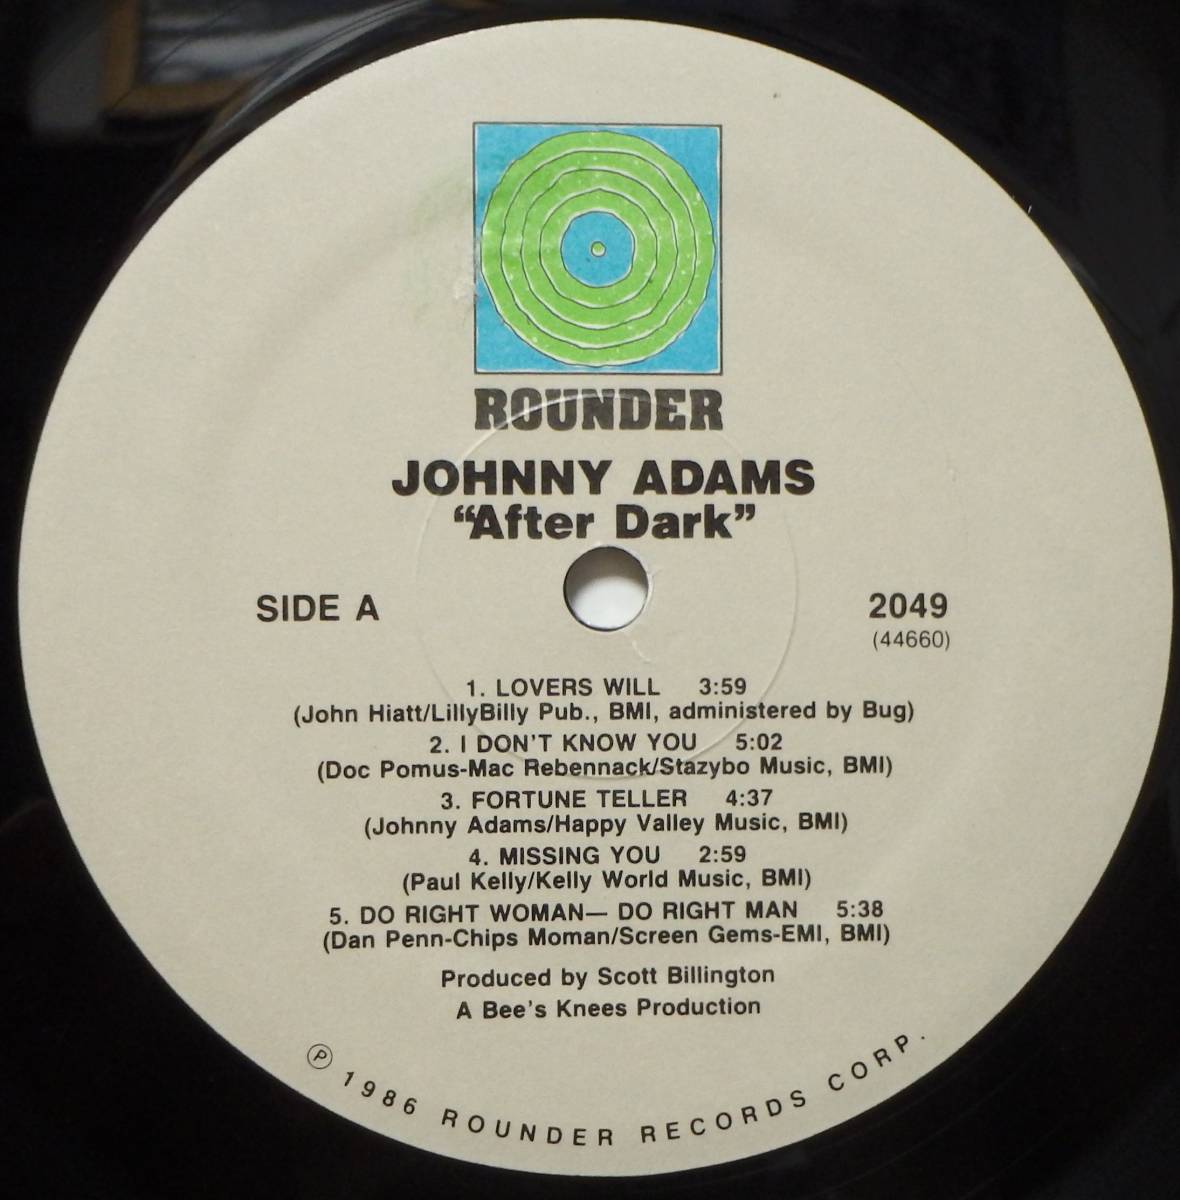 ROUNDER
JOHNNY ADAMS
“After Dark”
SIDE A
2049
(44660)
1. LOVERS WILL 3:59
(John Hiatt/LillyBilly Pub., BMI, administered by Bug)
2. I DON'T KNOW YOU 5:02
(Doc Pomus-Mac Rebennack/Stazybo Music, BMI)
3. FORTUNE TELLER 4:37
(Johnny Adams/Happy Valley Music, BMI)
4. MISSING YOU 2:59
(Paul Kelly/Kelly World Music, BMI)
5. DO RIGHT WOMAN— DO RIGHT MAN 5:38
(Dan Penn-Chips Moman/Screen Gems-EMI, BMI)
Produced by Scott Billington
A Bee's Knees Production
℗ 1986 ROUNDER RECORDS CORP.